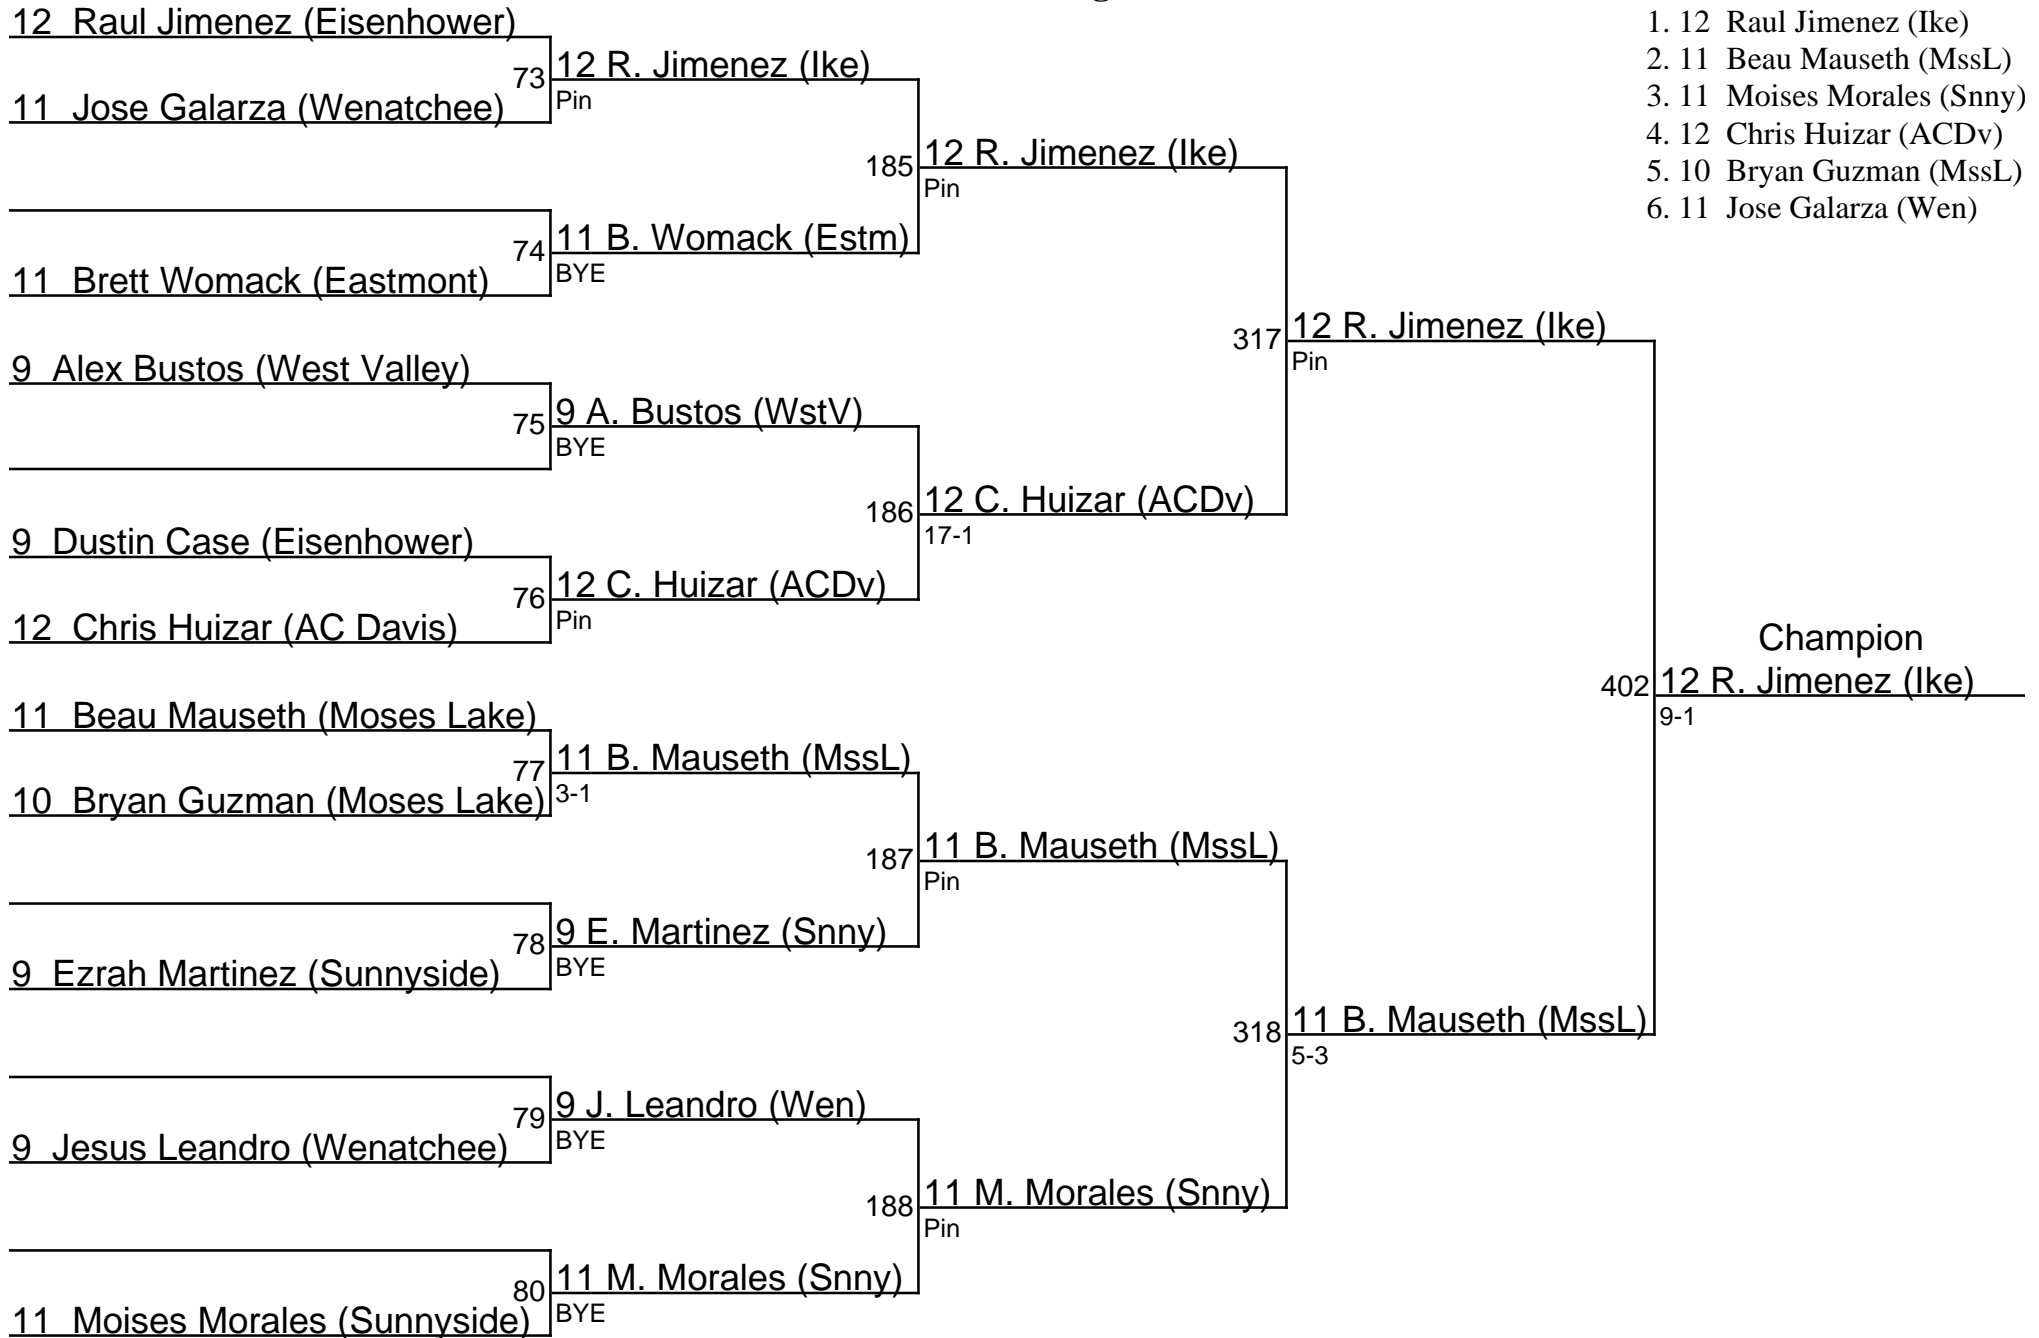 12 Raul Jimenez (Eisenhower)
73
11 Jose Galarza (Wenatchee)
12 R. Jimenez (Ike)
Pin
74
11 Brett Womack (Eastmont)
11 B. Womack (Estm)
BYE
185
12 R. Jimenez (Ike)
Pin
9 Alex Bustos (West Valley)
75
9 A. Bustos (WstV)
BYE
9 Dustin Case (Eisenhower)
76
12 Chris Huizar (AC Davis)
12 C. Huizar (ACDv)
Pin
186
12 C. Huizar (ACDv)
17-1
317
12 R. Jimenez (Ike)
Pin
11 Beau Mauseth (Moses Lake)
77
10 Bryan Guzman (Moses Lake)
11 B. Mauseth (MssL)
3-1
78
9 Ezrah Martinez (Sunnyside)
9 E. Martinez (Snny)
BYE
187
11 B. Mauseth (MssL)
Pin
79
9 Jesus Leandro (Wenatchee)
9 J. Leandro (Wen)
BYE
80
11 Moises Morales (Sunnyside)
11 M. Morales (Snny)
BYE
188
11 M. Morales (Snny)
Pin
318
11 B. Mauseth (MssL)
5-3
402
Champion
12 R. Jimenez (Ike)
9-1
1. 12 Raul Jimenez (Ike)
2. 11 Beau Mauseth (MssL)
3. 11 Moises Morales (Snny)
4. 12 Chris Huizar (ACDv)
5. 10 Bryan Guzman (MssL)
6. 11 Jose Galarza (Wen)